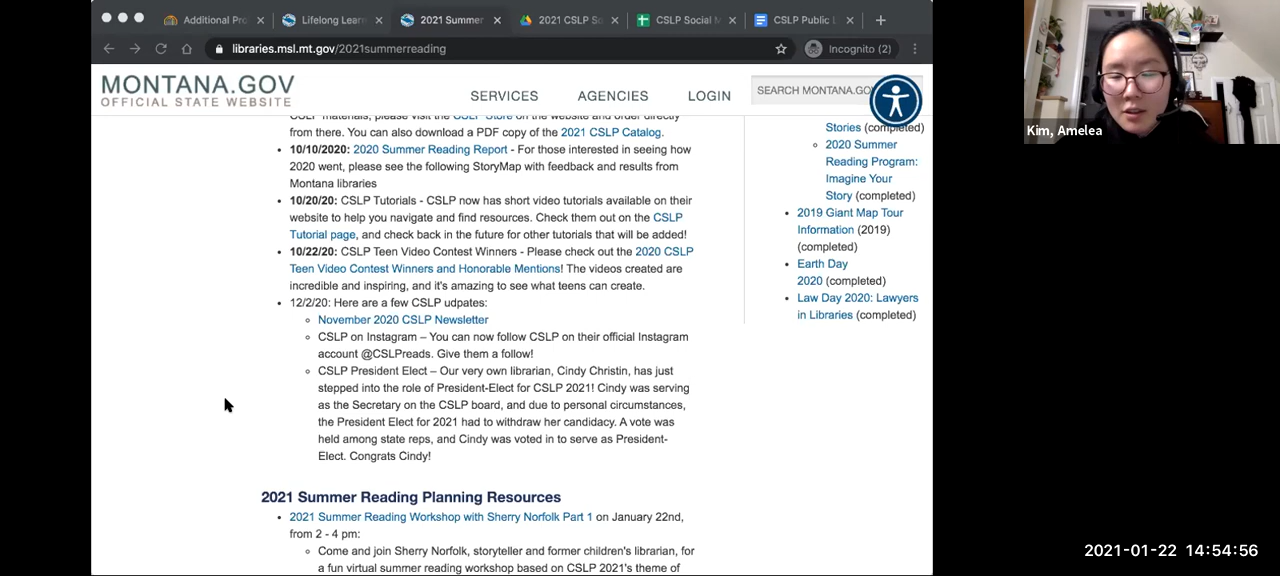 Additional Pro
Lifelong Learn
2021 Summer
2021 CSLP So
CSLP Social M
CSLP Public L
libraries.msl.mt.gov/2021summerreading
Incognito (2)
MONTANA.GOV
OFFICIAL STATE WEBSITE
SERVICES
AGENCIES
LOGIN
SEARCH MONTANA.GOV
CSLP materials, please visit the CSLP Store on the website and order directly
from there. You can also download a PDF copy of the 2021 CSLP Catalog.
10/10/2020: 2020 Summer Reading Report - For those interested in seeing how
2020 went, please see the following StoryMap with feedback and results from
Montana libraries
10/20/20: CSLP Tutorials - CSLP now has short video tutorials available on their
website to help you navigate and find resources. Check them out on the CSLP
Tutorial page, and check back in the future for other tutorials that will be added!
10/22/20: CSLP Teen Video Contest Winners - Please check out the 2020 CSLP
Teen Video Contest Winners and Honorable Mentions! The videos created are
incredible and inspiring, and it's amazing to see what teens can create.
12/2/20: Here are a few CSLP udpates:
November 2020 CSLP Newsletter
CSLP on Instagram – You can now follow CSLP on their official Instagram
account @CSLPreads. Give them a follow!
CSLP President Elect – Our very own librarian, Cindy Christin, has just
stepped into the role of President-Elect for CSLP 2021! Cindy was serving
as the Secretary on the CSLP board, and due to personal circumstances,
the President Elect for 2021 had to withdraw her candidacy. A vote was
held among state reps, and Cindy was voted in to serve as President-
Elect. Congrats Cindy!
2021 Summer Reading Planning Resources
2021 Summer Reading Workshop with Sherry Norfolk Part 1 on January 22nd,
from 2 - 4 pm:
Come and join Sherry Norfolk, storyteller and former children's librarian, for
a fun virtual summer reading workshop based on CSLP 2021's theme of
Stories (completed)
2020 Summer
Reading Program:
Imagine Your
Story (completed)
2019 Giant Map Tour
Information (2019)
(completed)
Earth Day
2020 (completed)
Law Day 2020: Lawyers
in Libraries (completed)
Kim, Amelea
2021-01-22 14:54:56